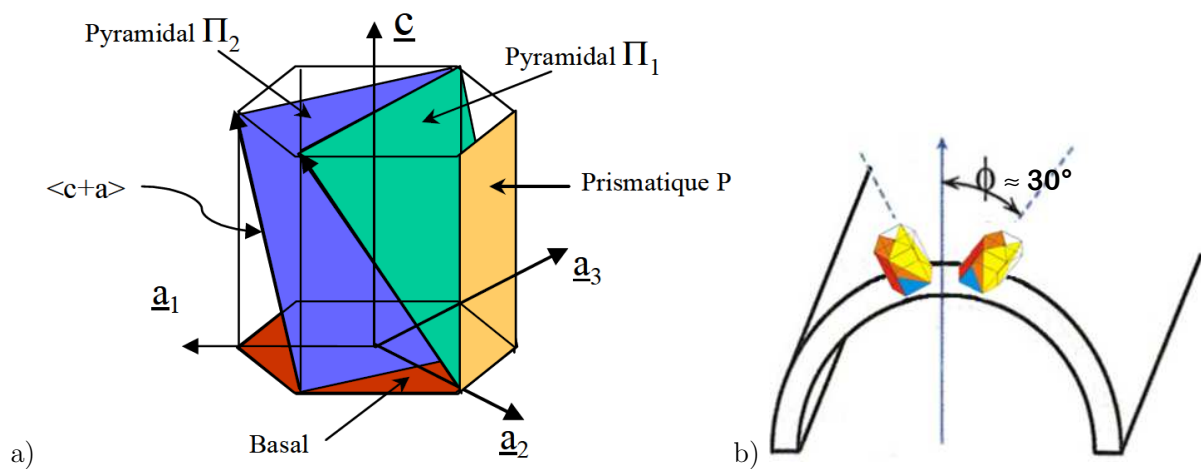 Pyramidal Π₂
c
Pyramidal Π₁
<c+a>
Prismatique P
a₃
a₁
a₂
Basal
a)
ϕ ≈ 30°
b)